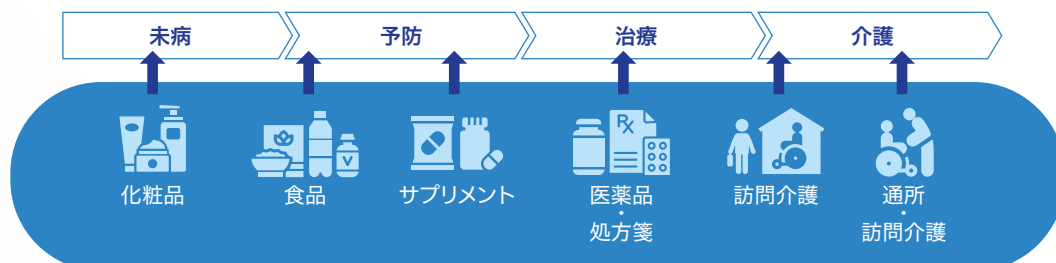 未病
予防
治療
介護
Rx
V
化粧品
食品
サプリメント
医薬品
・
処方箋
訪問介護
通所
・
訪問介護